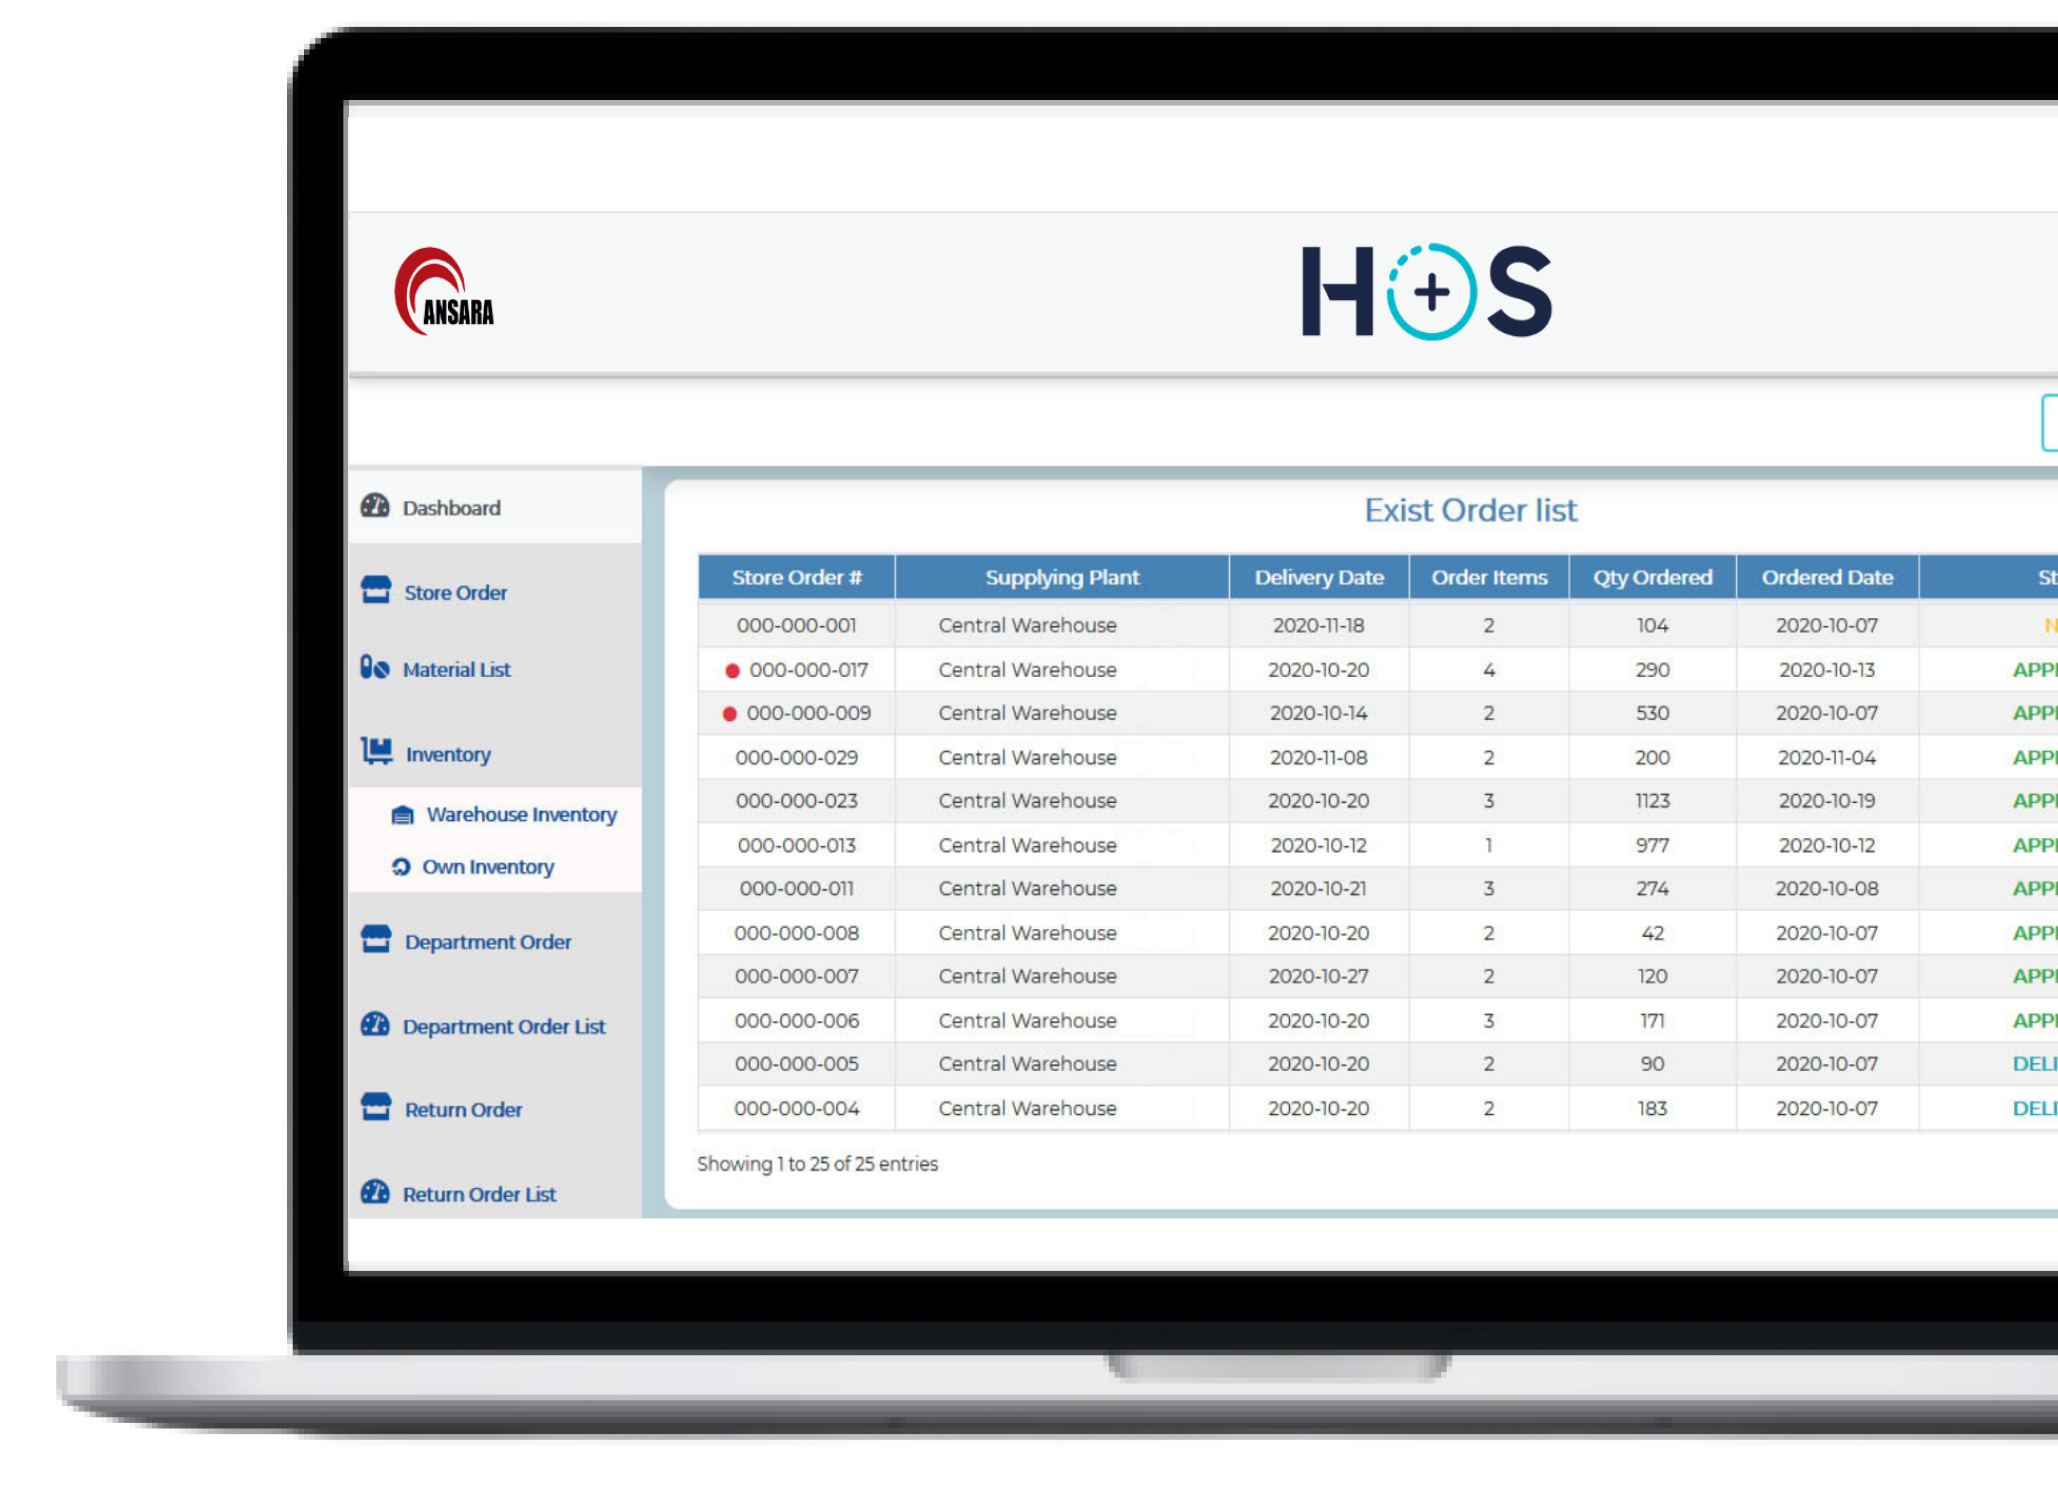 ANSARA
HOS
Dashboard
Store Order
Material List
Inventory
Warehouse Inventory
Own Inventory
Department Order
Department Order List
Return Order
Return Order List
Exist Order list
Store Order # Supplying Plant Delivery Date Order Items Qty Ordered Ordered Date St
000-000-001 Central Warehouse 2020-11-18 2 104 2020-10-07 N
000-000-017 Central Warehouse 2020-10-20 4 290 2020-10-13 APP
000-000-009 Central Warehouse 2020-10-14 2 530 2020-10-07 APP
000-000-029 Central Warehouse 2020-11-08 2 200 2020-11-04 APP
000-000-023 Central Warehouse 2020-10-20 3 1123 2020-10-19 APP
000-000-013 Central Warehouse 2020-10-12 1 977 2020-10-12 APP
000-000-011 Central Warehouse 2020-10-21 3 274 2020-10-08 APP
000-000-008 Central Warehouse 2020-10-20 2 42 2020-10-07 APP
000-000-007 Central Warehouse 2020-10-27 2 120 2020-10-07 APP
000-000-006 Central Warehouse 2020-10-20 3 171 2020-10-07 APP
000-000-005 Central Warehouse 2020-10-20 2 90 2020-10-07 DELI
000-000-004 Central Warehouse 2020-10-20 2 183 2020-10-07 DELI
Showing 1 to 25 of 25 entries